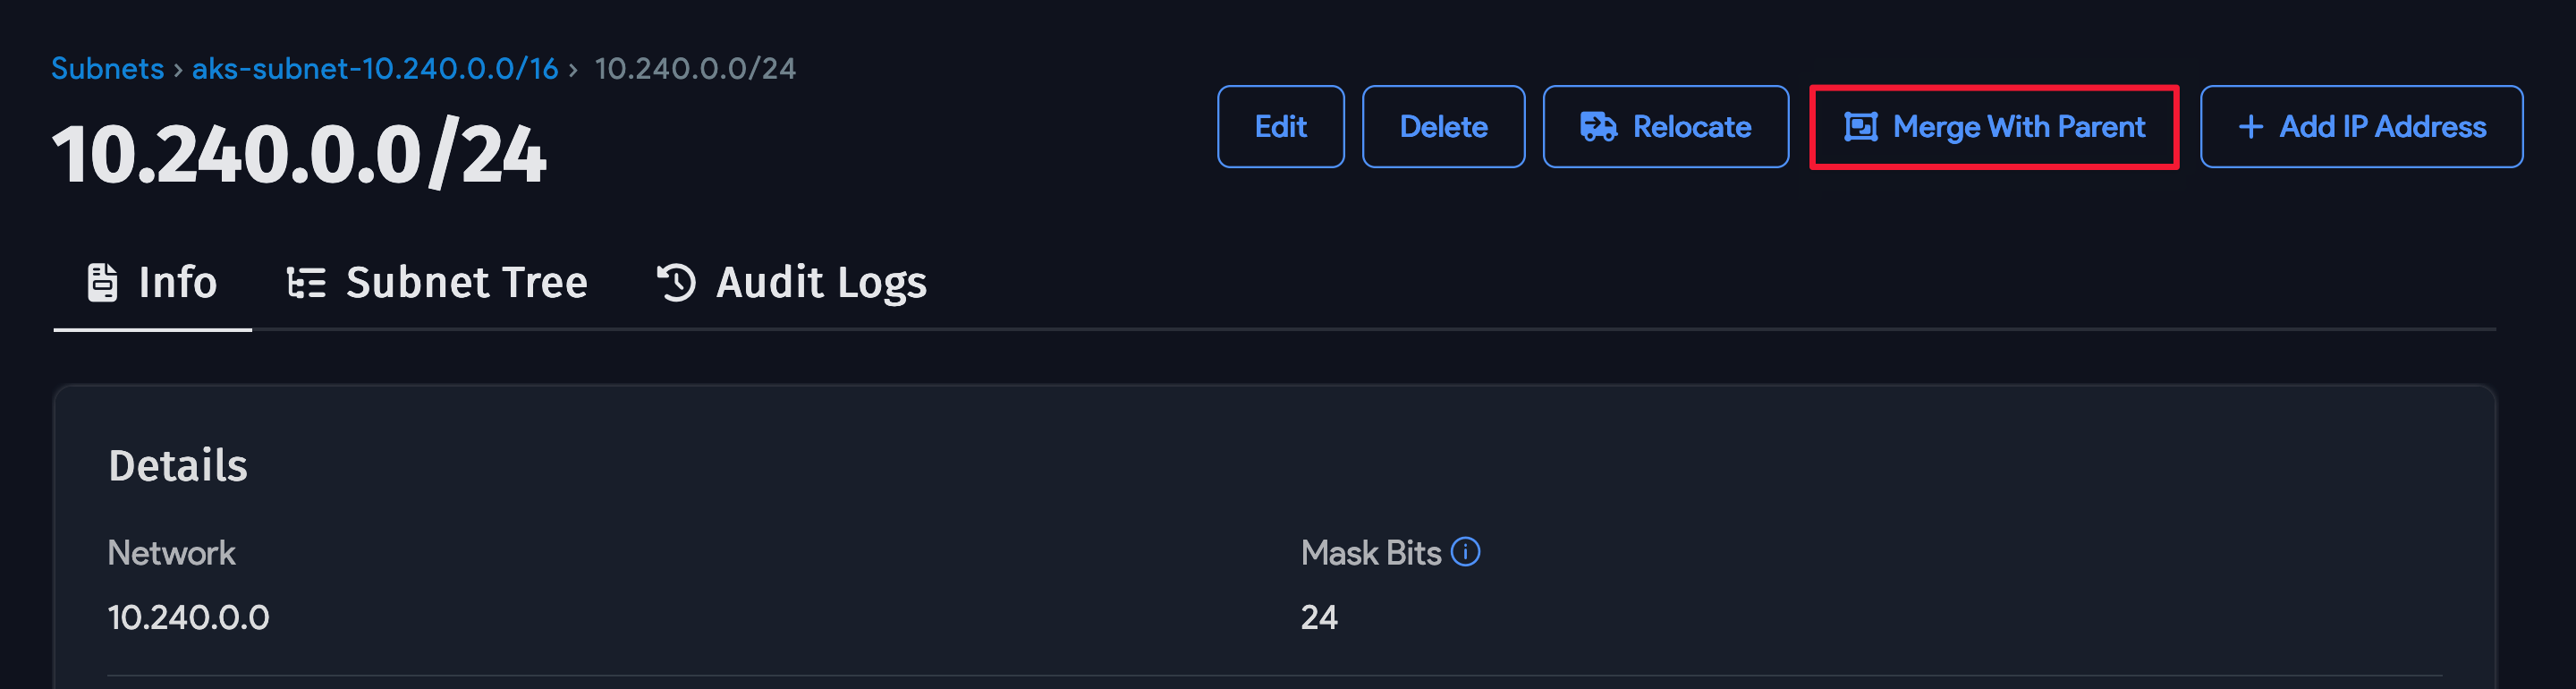 Subnets › aks-subnet-10.240.0.0/16 › 10.240.0.0/24
10.240.0.0/24
Edit
Delete
Relocate
Merge With Parent
+ Add IP Address
Info
Subnet Tree
Audit Logs
Details
Network
10.240.0.0
Mask Bits
24